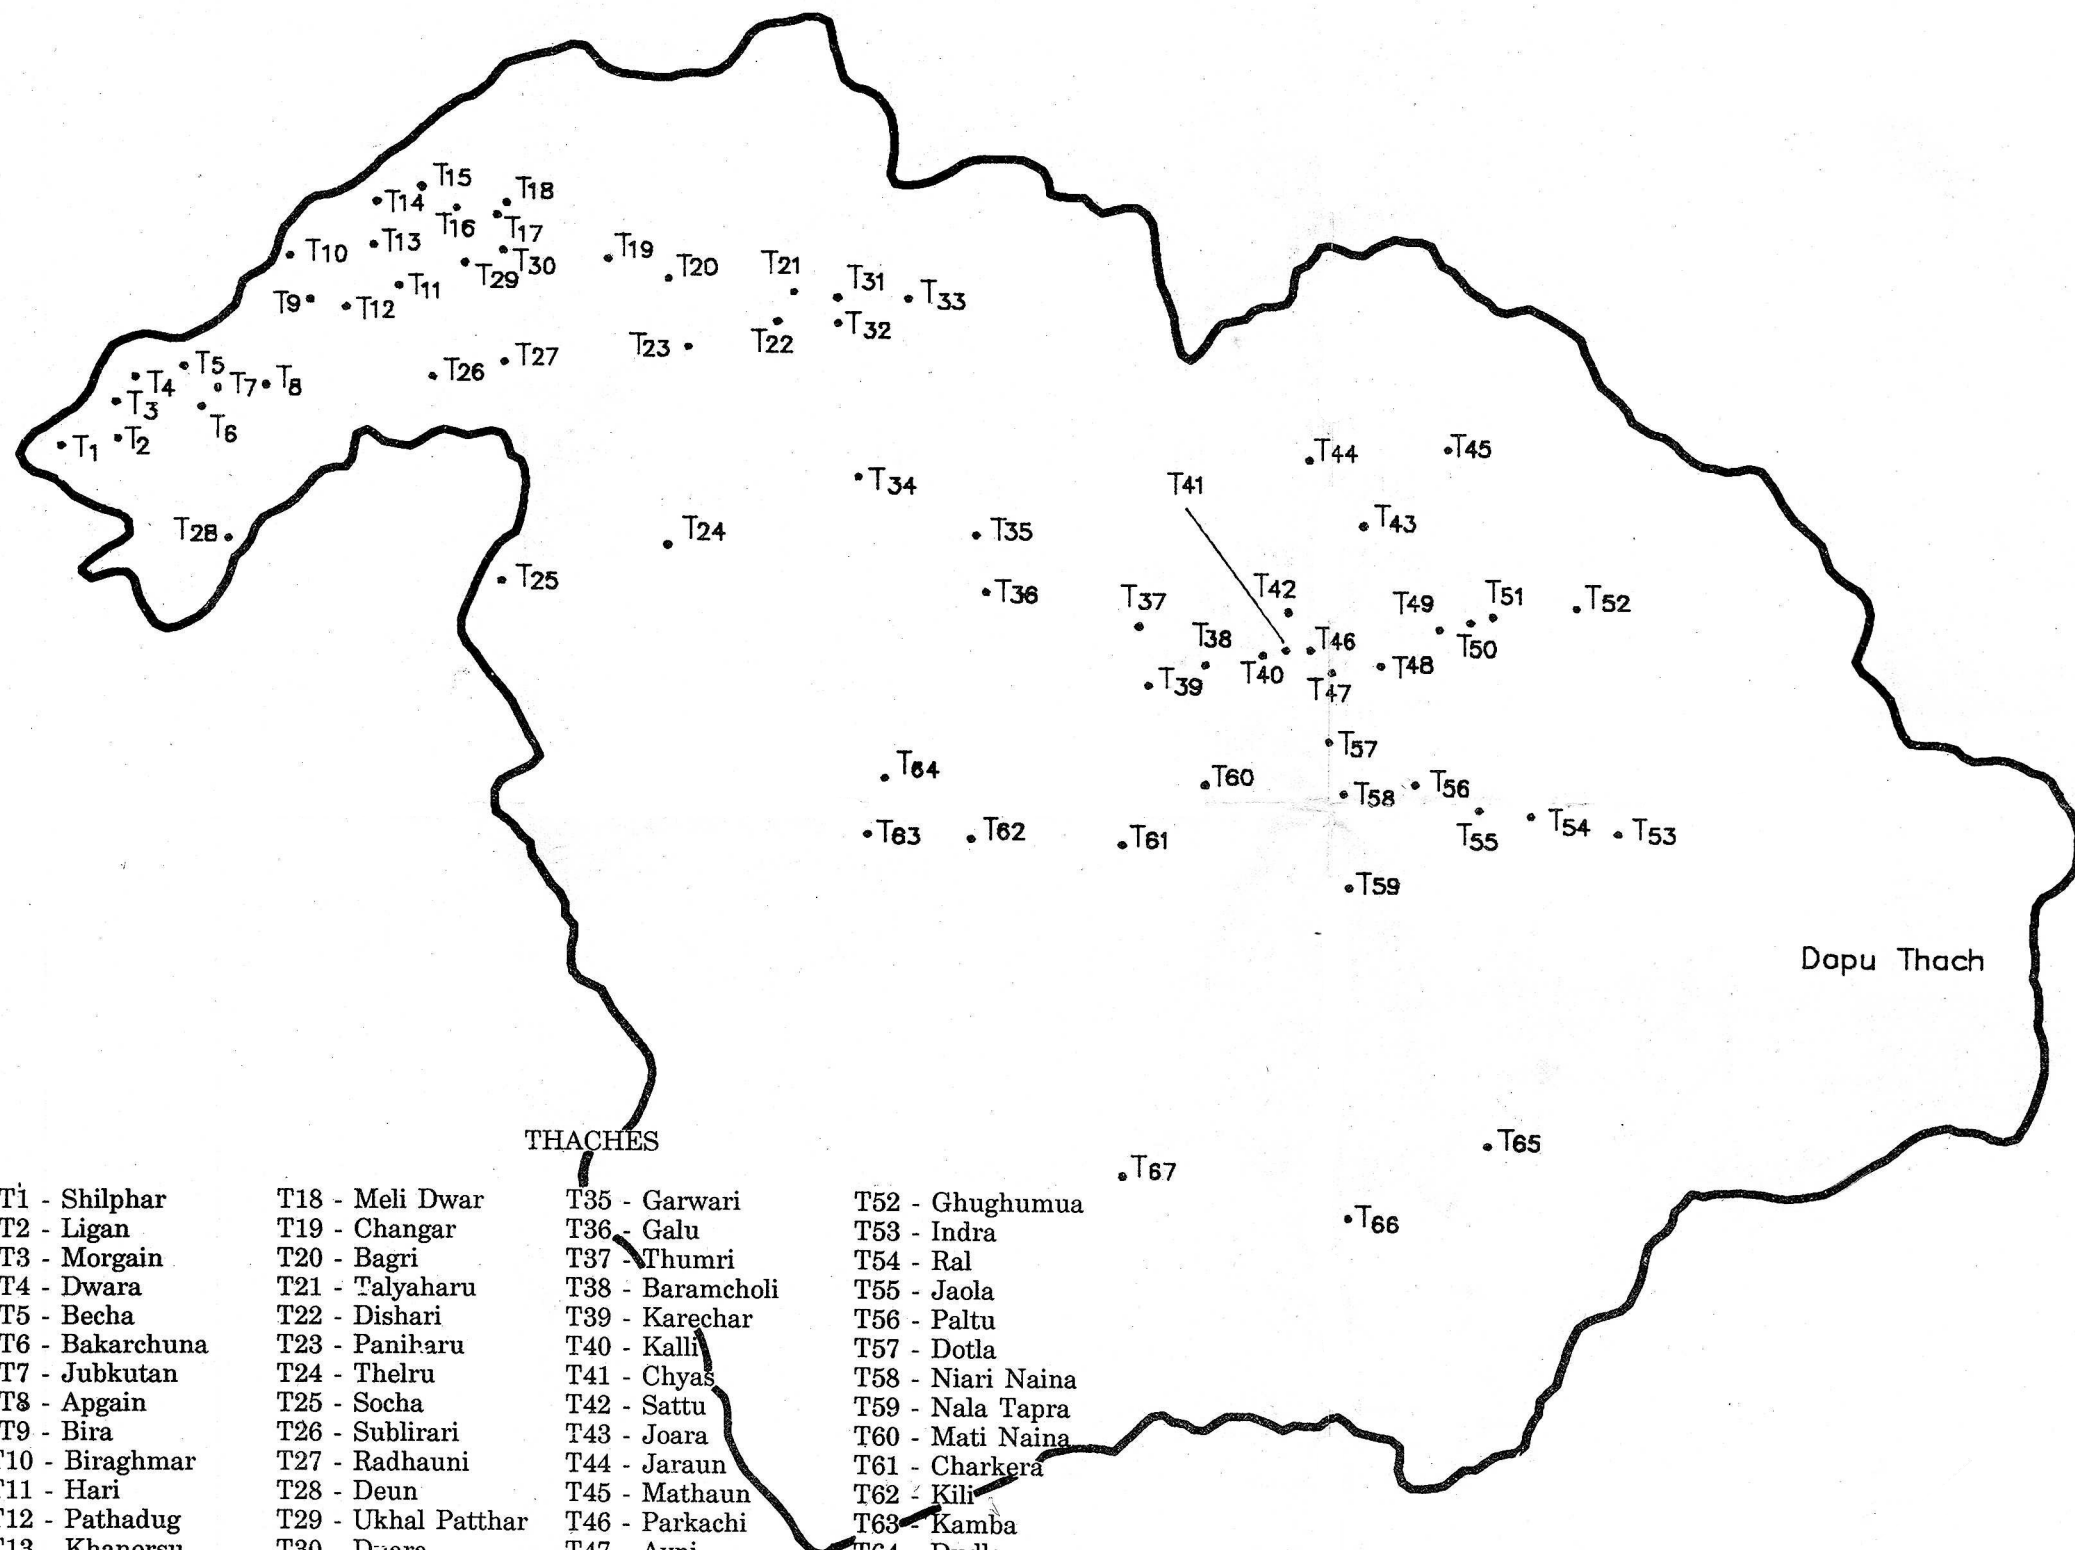 T15
T18
T14
T16
T17
T13
T10
T19
T30
T29
T20
T21
T11
T31
T33
T9
T12
T32
T23
T22
T5
T27
T26
T4
T7
T8
T3
T6
T1
T2
T44
T45
T34
T41
T28
T24
T35
T43
T25
T36
T37
T42
T49
T51
T52
T38
T46
T50
T40
T48
T39
T47
T57
T64
T60
T56
T58
T63
T62
T61
T55
T54
T53
T59
Dapu Thach
T65
T67
T66
THACHES
T1 - Shilphar
T2 - Ligan
T3 - Morgain
T4 - Dwara
T5 - Becha
T6 - Bakarchuna
T7 - Jubkutan
T8 - Apgain
T9 - Bira
T10 - Biraghmar
T11 - Hari
T12 - Pathadug
T18 - Meli Dwar
T19 - Changar
T20 - Bagri
T21 - Talyaharu
T22 - Dishari
T23 - Paniharu
T24 - Thelru
T25 - Socha
T26 - Sublirari
T27 - Radhauni
T28 - Deun
T29 - Ukhal Patthar
T35 - Garwari
T36 - Galu
T37 - Thumri
T38 - Baramcholi
T39 - Karechar
T40 - Kalli
T41 - Chyas
T42 - Sattu
T43 - Joara
T44 - Jaraun
T45 - Mathaun
T46 - Parkachi
T52 - Ghughumua
T53 - Indra
T54 - Ral
T55 - Jaola
T56 - Paltu
T57 - Dotla
T58 - Niari Naina
T59 - Nala Tapra
T60 - Mati Naina
T61 - Charkera
T62 - Kili
T63 - Kamba